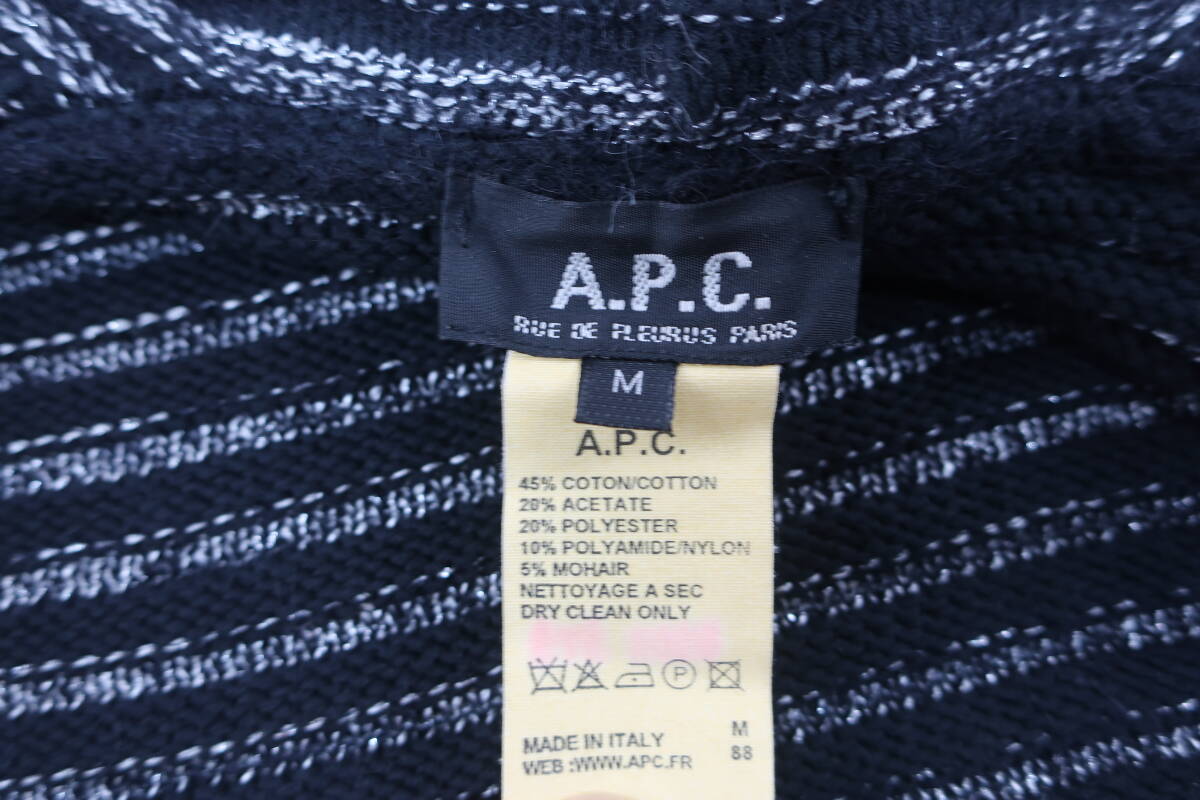 A.P.C.
RUE DE FLEURUS PARIS
M
A.P.C.
45% COTON/COTTON
20% ACETATE
20% POLYESTER
10% POLYAMIDE/NYLON
5% MOHAIR
NETTOYAGE A SEC
DRY CLEAN ONLY
P
MADE IN ITALY M
WEB :WWW.APC.FR 88